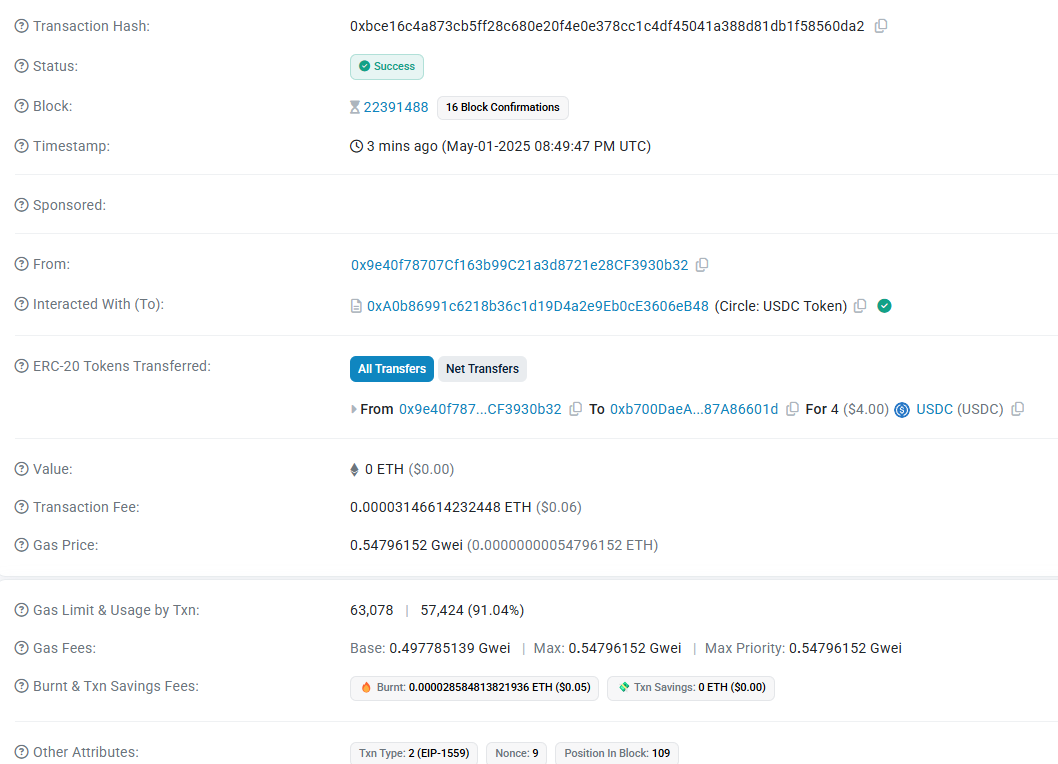 Transaction Hash: 0xbce16c4a873cb5ff28c680e20f4e0e378cc1c4df45041a388d81db1f58560da2
Status: Success
Block: 22391488 16 Block Confirmations
Timestamp: 3 mins ago (May-01-2025 08:49:47 PM UTC)
Sponsored:
From: 0x9e40f78707Cf163b99C21a3d8721e28CF3930b32
Interacted With (To): 0xA0b86991c6218b36c1d19D4a2e9Eb0cE3606eB48 (Circle: USDC Token)
ERC-20 Tokens Transferred: All Transfers Net Transfers
From 0x9e40f787...CF3930b32 To 0xb700DaeA...87A86601d For 4 ($4.00) USDC (USDC)
Value: 0 ETH ($0.00)
Transaction Fee: 0.00003146614232448 ETH ($0.06)
Gas Price: 0.54796152 Gwei (0.00000000054796152 ETH)
Gas Limit & Usage by Txn: 63,078 | 57,424 (91.04%)
Gas Fees: Base: 0.497785139 Gwei | Max: 0.54796152 Gwei | Max Priority: 0.54796152 Gwei
Burnt & Txn Savings Fees: Burnt: 0.000028584813821936 ETH ($0.05) Txn Savings: 0 ETH ($0.00)
Other Attributes: Txn Type: 2 (EIP-1559) Nonce: 9 Position In Block: 109